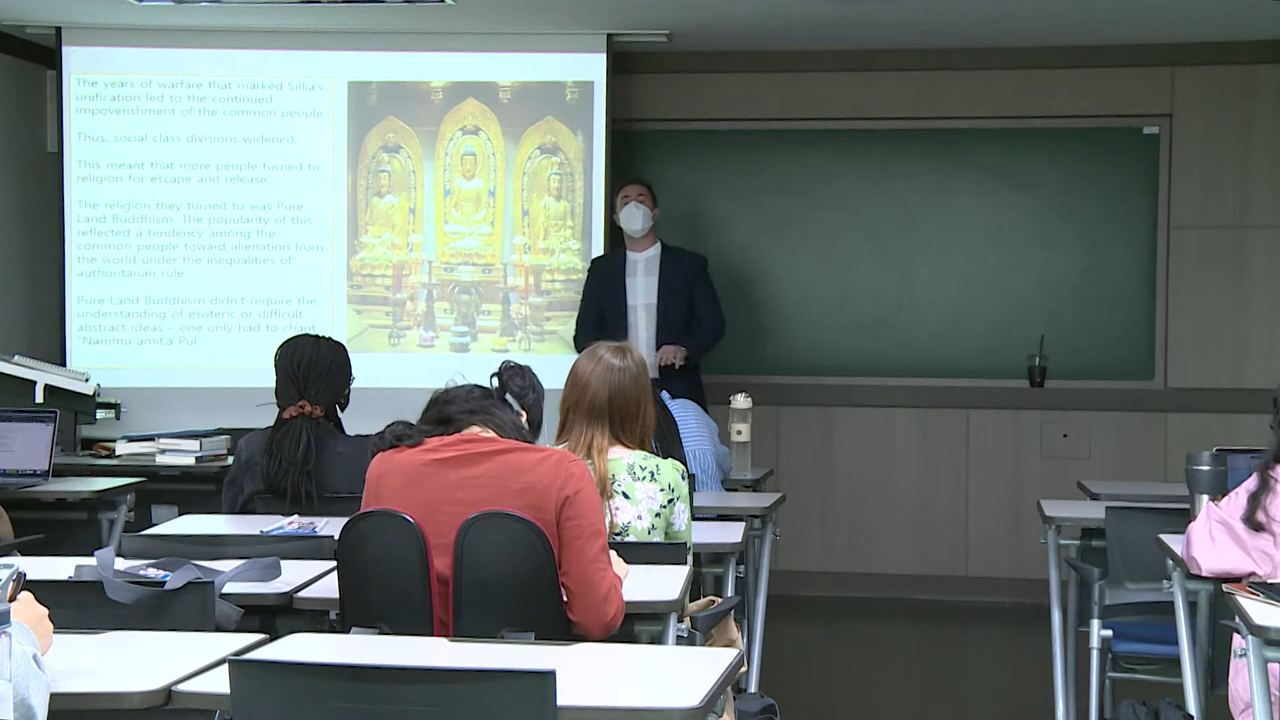 The years of warfare that marked Sillia's
unification led to the continued
impoverishment of the common people
Thus, social class divisions widened.
This meant that more people turned to
religion for escape and release
The religion they turned to was Pure
Land Buddhism. The popularity of this
reflected a tendency among the
common people toward alienation from
the world under the inequalities of
authoritarian rule.
Pure Land Buddhism didn't require the
understanding of esoteric or difficult
abstract ideas – one only had to chant
'Nammu amit'a Pul'